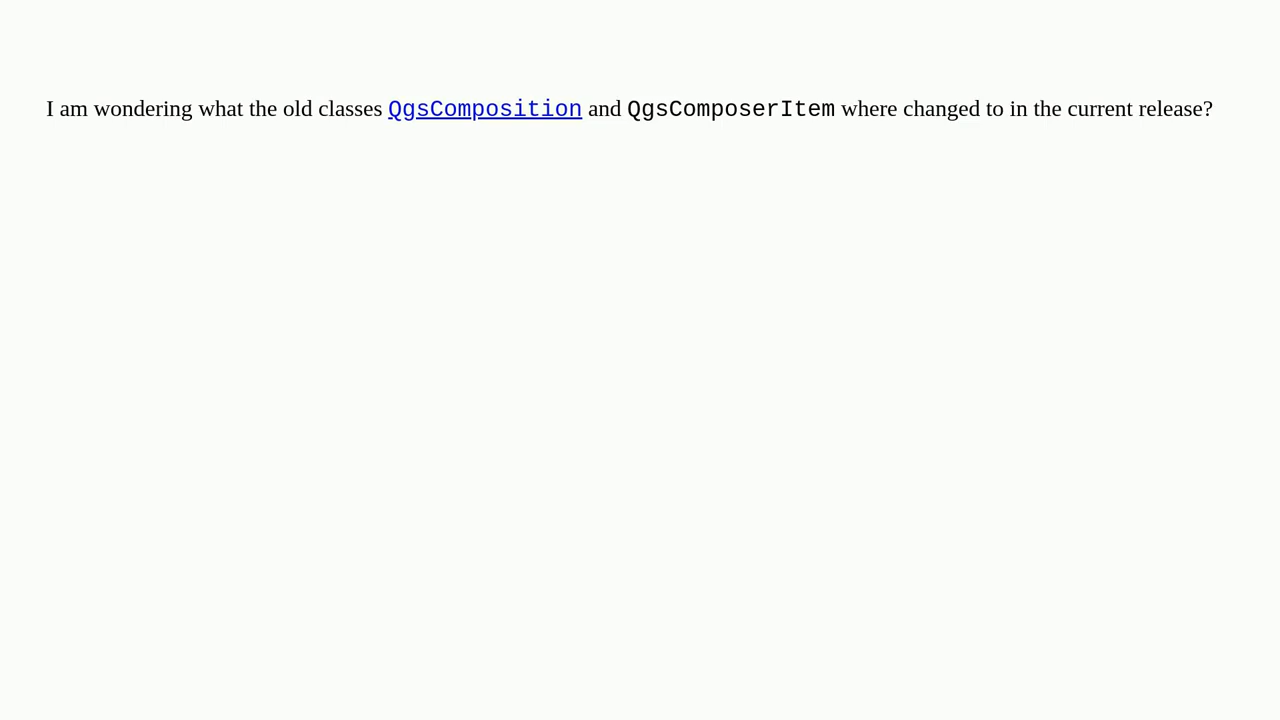 I am wondering what the old classes QgsComposition and QgsComposerItem where changed to in the current release?